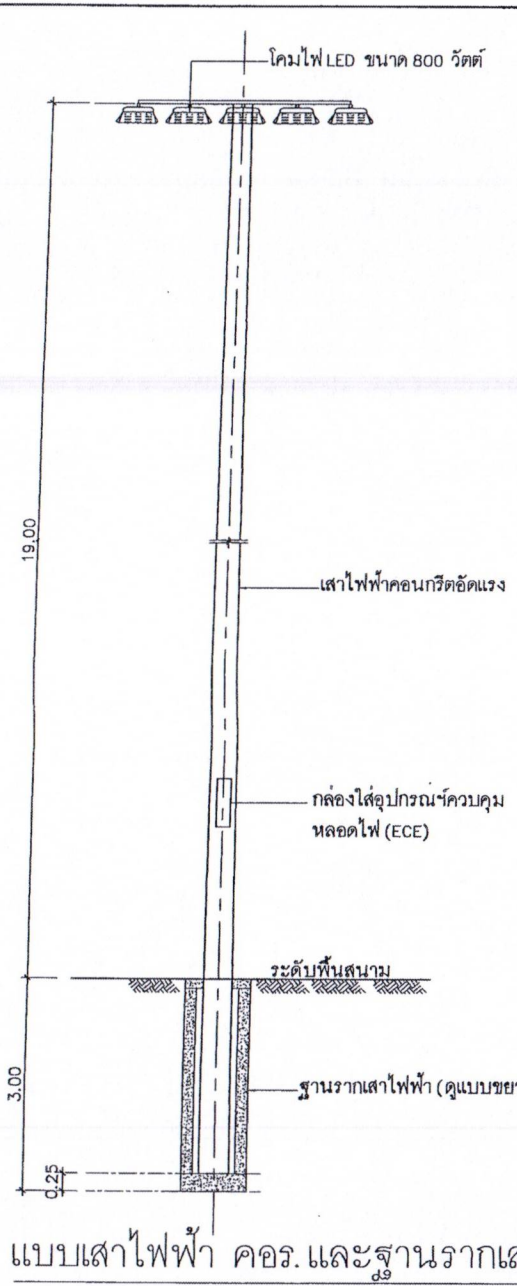 โคมไฟ LED ขนาด 800 วัตต์
19.00
เสาไฟฟ้าคอนกรีตอัดแรง
กล่องใส่อุปกรณ์ควบคุม
หลอดไฟ (ECE)
ระดับพื้นสนาม
3.00
ฐานรากเสาไฟฟ้า (ดูแบบขยา
0.25
แบบเสาไฟฟ้า คอร. และฐานรากเส